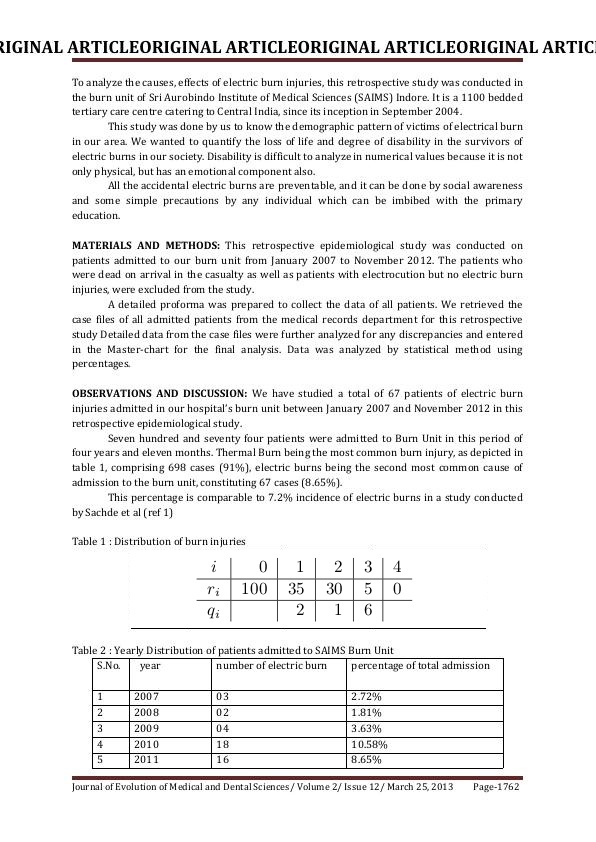 RIGINAL ARTICLEORIGINAL ARTICLEORIGINAL ARTICLEORIGINAL ARTIC
To analyze the causes, effects of electric burn injuries, this retrospective study was conducted in
the burn unit of Sri Aurobindo Institute of Medical Sciences (SAIMS) Indore. It is a 1100 bedded
tertiary care centre catering to Central India, since its inception in September 2004.
This study was done by us to know the demographic pattern of victims of electrical burn
in our area. We wanted to quantify the loss of life and degree of disability in the survivors of
electric burns in our society. Disability is difficult to analyze in numerical values because it is not
only physical, but has an emotional component also.
All the accidental electric burns are preventable, and it can be done by social awareness
and some simple precautions by any individual which can be imbibed with the primary
education.
MATERIALS AND METHODS: This retrospective epidemiological study was conducted on
patients admitted to our burn unit from January 2007 to November 2012. The patients who
were dead on arrival in the casualty as well as patients with electrocution but no electric burn
injuries, were excluded from the study.
A detailed proforma was prepared to collect the data of all patients. We retrieved the
case files of all admitted patients from the medical records department for this retrospective
study Detailed data from the case files were further analyzed for any discrepancies and entered
in the Master-chart for the final analysis. Data was analyzed by statistical method using
percentages.
OBSERVATIONS AND DISCUSSION: We have studied a total of 67 patients of electric burn
injuries admitted in our hospital's burn unit between January 2007 and November 2012 in this
retrospective epidemiological study.
Seven hundred and seventy four patients were admitted to Burn Unit in this period of
four years and eleven months. Thermal Burn being the most common burn injury, as depicted in
table 1, comprising 698 cases (91%), electric burns being the second most common cause of
admission to the burn unit, constituting 67 cases (8.65%).
This percentage is comparable to 7.2% incidence of electric burns in a study conducted
by Sachde et al (ref 1)
Table 1 : Distribution of burn injuries
i 0 1 2 3 4
r_i 100 35 30 5 0
q_i 2 1 6
Table 2 : Yearly Distribution of patients admitted to SAIMS Burn Unit
S.No. year number of electric burn percentage of total admission
1 2007 03 2.72%
2 2008 02 1.81%
3 2009 04 3.63%
4 2010 18 10.58%
5 2011 16 8.65%
Journal of Evolution of Medical and Dental Sciences/ Volume 2/ Issue 12/ March 25, 2013 Page-1762